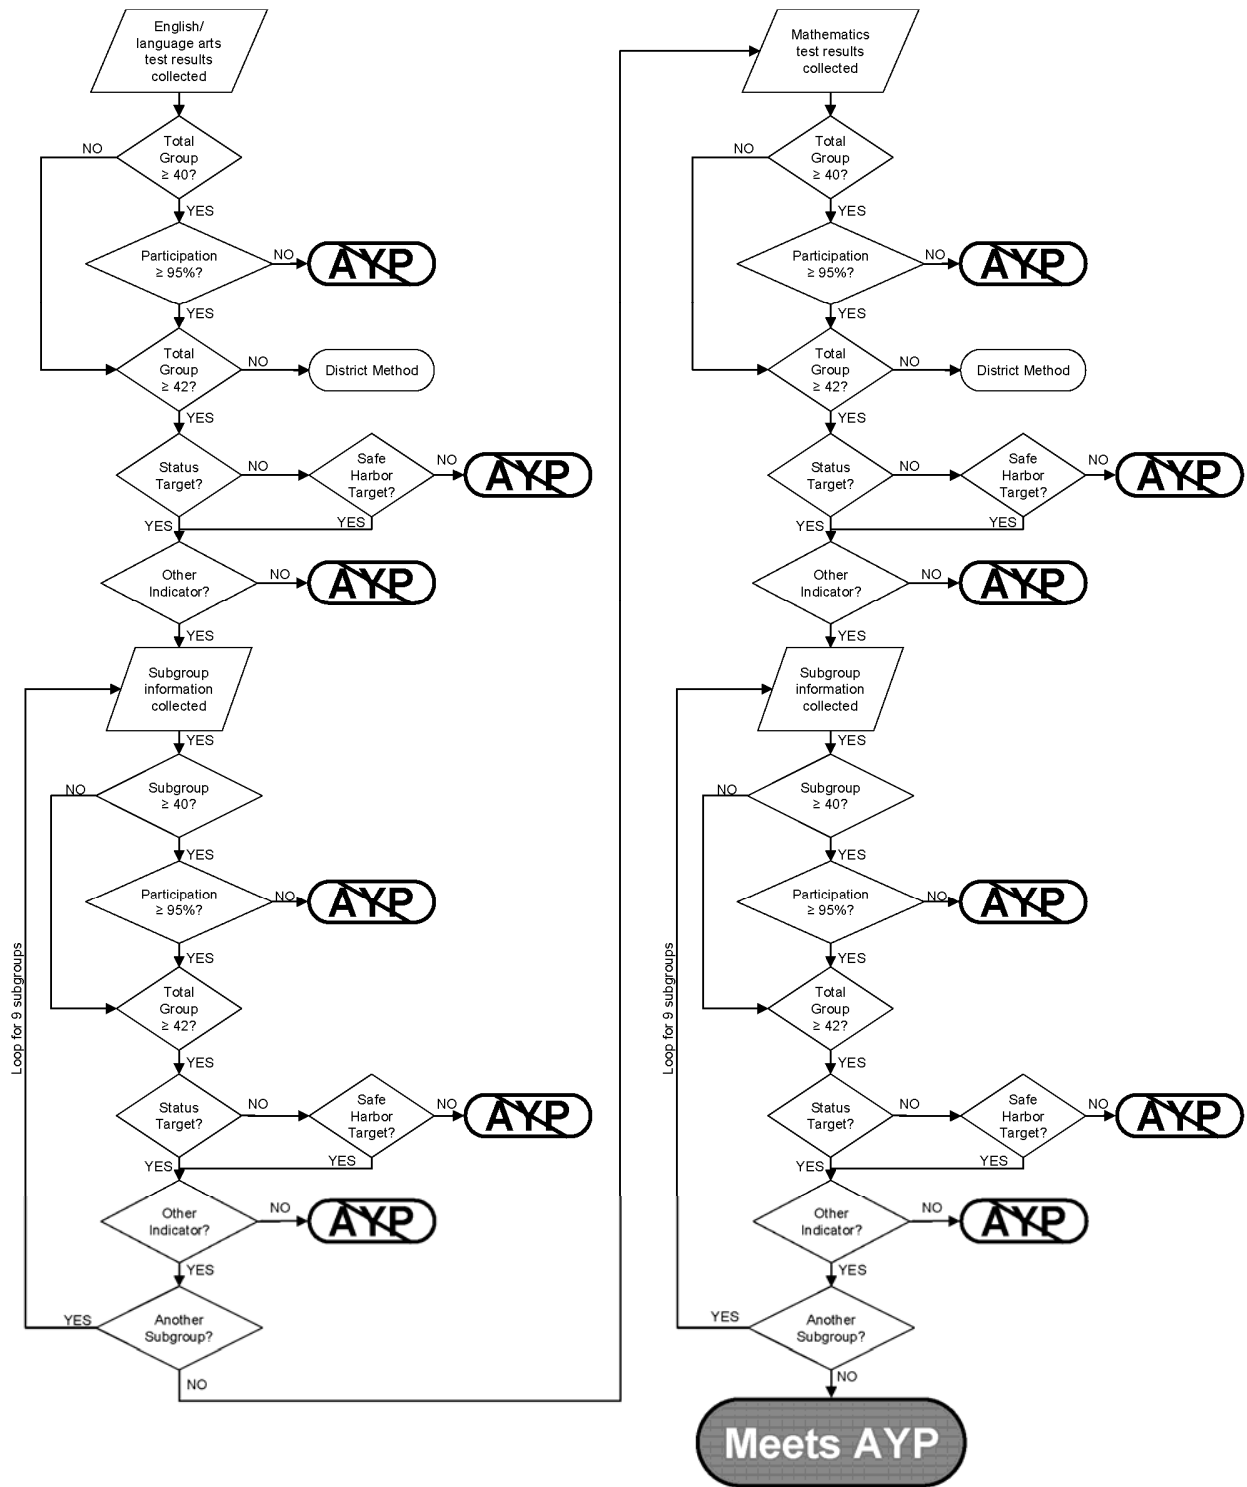 English/
language arts
test results
collected
Total
Group
≥ 40?
NO
YES
Participation
≥ 95%?
NO
AYP
YES
Total
Group
≥ 42?
NO
District Method
YES
Status
Target?
NO
Safe
Harbor
Target?
NO
AYP
YES
YES
Other
Indicator?
NO
AYP
YES
Subgroup
information
collected
YES
Subgroup
≥ 40?
NO
YES
Participation
≥ 95%?
NO
AYP
YES
Total
Group
≥ 42?
YES
Status
Target?
NO
Safe
Harbor
Target?
NO
AYP
YES
YES
Other
Indicator?
NO
AYP
YES
Another
Subgroup?
YES
NO
Loop for 9 subgroups
Mathematics
test results
collected
Total
Group
≥ 40?
NO
YES
Participation
≥ 95%?
NO
AYP
YES
Total
Group
≥ 42?
NO
District Method
YES
Status
Target?
NO
Safe
Harbor
Target?
NO
AYP
YES
YES
Other
Indicator?
NO
AYP
YES
Subgroup
information
collected
YES
Subgroup
≥ 40?
NO
YES
Participation
≥ 95%?
NO
AYP
YES
Total
Group
≥ 42?
YES
Status
Target?
NO
Safe
Harbor
Target?
NO
AYP
YES
YES
Other
Indicator?
NO
AYP
YES
Another
Subgroup?
YES
NO
Loop for 9 subgroups
Meets AYP